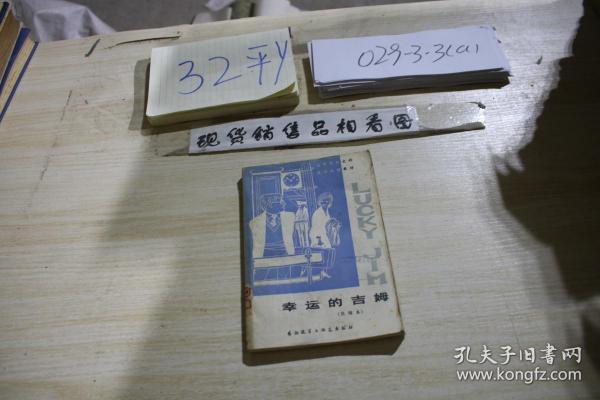 32平Y
029-3-3(a)
现货销售品相看图
LUCKY JIM
幸运的吉姆
孔夫子旧书网
www.kongfz.com